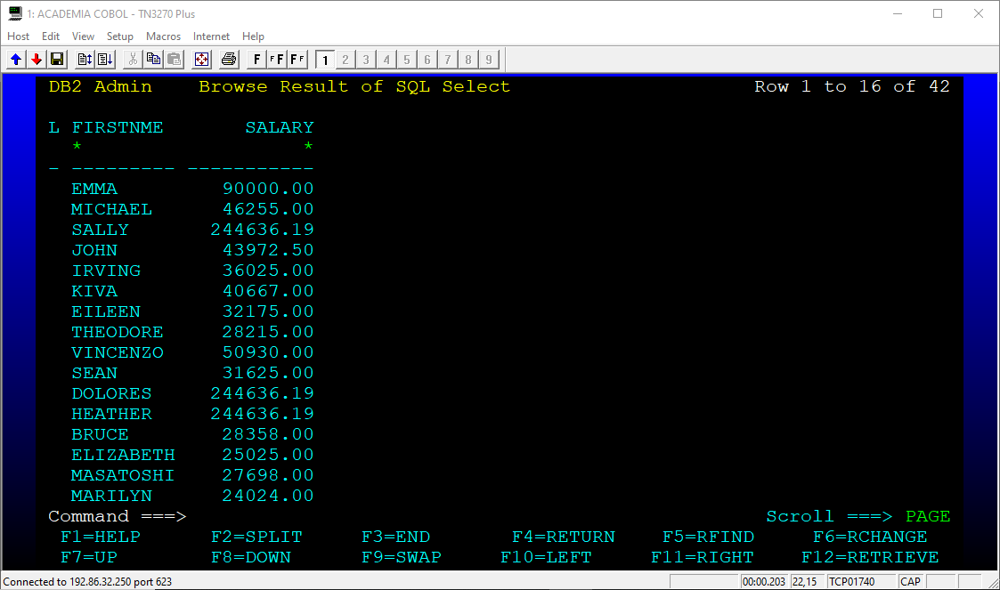 1: ACADEMIA COBOL - TN3270 Plus
Host Edit View Setup Macros Internet Help
F F F F F 1 2 3 4 5 6 7 8 9
DB2 Admin Browse Result of SQL Select Row 1 to 16 of 42
L FIRSTNME SALARY
* *
- --------- -----------
EMMA 90000.00
MICHAEL 46255.00
SALLY 244636.19
JOHN 43972.50
IRVING 36025.00
KIVA 40667.00
EILEEN 32175.00
THEODORE 28215.00
VINCENZO 50930.00
SEAN 31625.00
DOLORES 244636.19
HEATHER 244636.19
BRUCE 28358.00
ELIZABETH 25025.00
MASATOSHI 27698.00
MARILYN 24024.00
Command ===> Scroll ===> PAGE
F1=HELP F2=SPLIT F3=END F4=RETURN F5=RFIND F6=RCHANGE
F7=UP F8=DOWN F9=SWAP F10=LEFT F11=RIGHT F12=RETRIEVE
Connected to 192.86.32.250 port 623 00:00.203 22,15 TCP01740 CAP